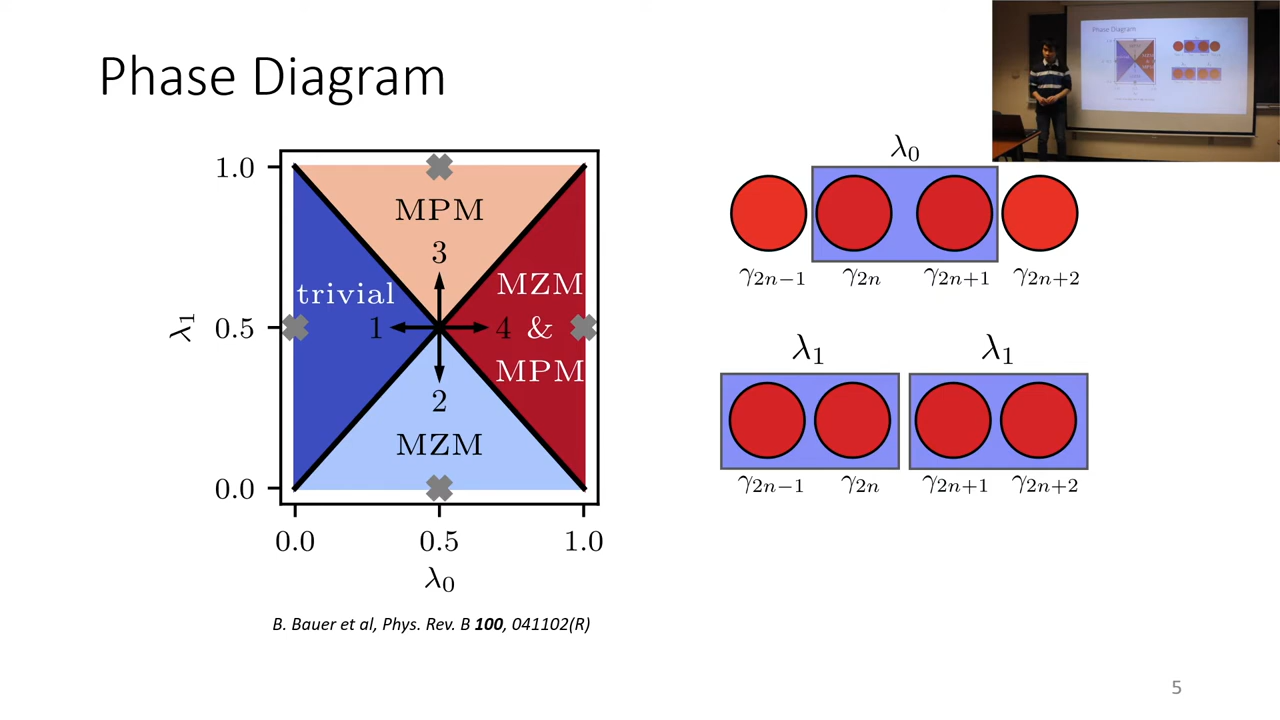 Phase Diagram
1.0
0.5
0.0
λ₁
MPM
3
trivial
1
4
MZM
&
MPM
2
MZM
0.0 0.5 1.0
λ₀
B. Bauer et al, Phys. Rev. B 100, 041102(R)
λ₀
γ₂ₙ₋₁ γ₂ₙ γ₂ₙ₊₁ γ₂ₙ₊₂
λ₁ λ₁
γ₂ₙ₋₁ γ₂ₙ γ₂ₙ₊₁ γ₂ₙ₊₂
Phase Diagram
5